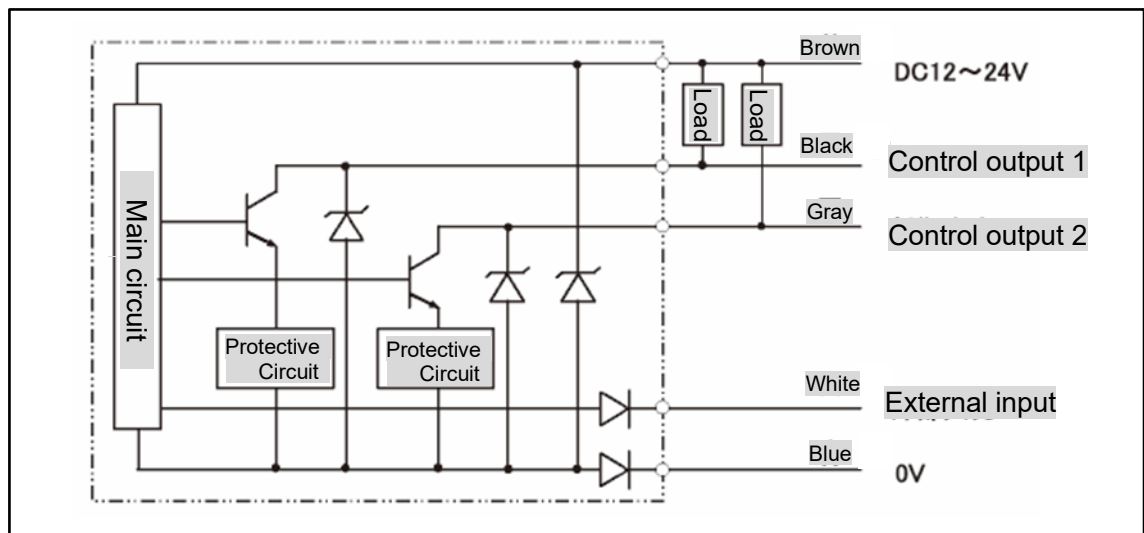 Brown
DC12～24V
Load
Load
Black
Control output 1
Gray
Control output 2
Main circuit
Protective
Circuit
Protective
Circuit
White
External input
Blue
0V